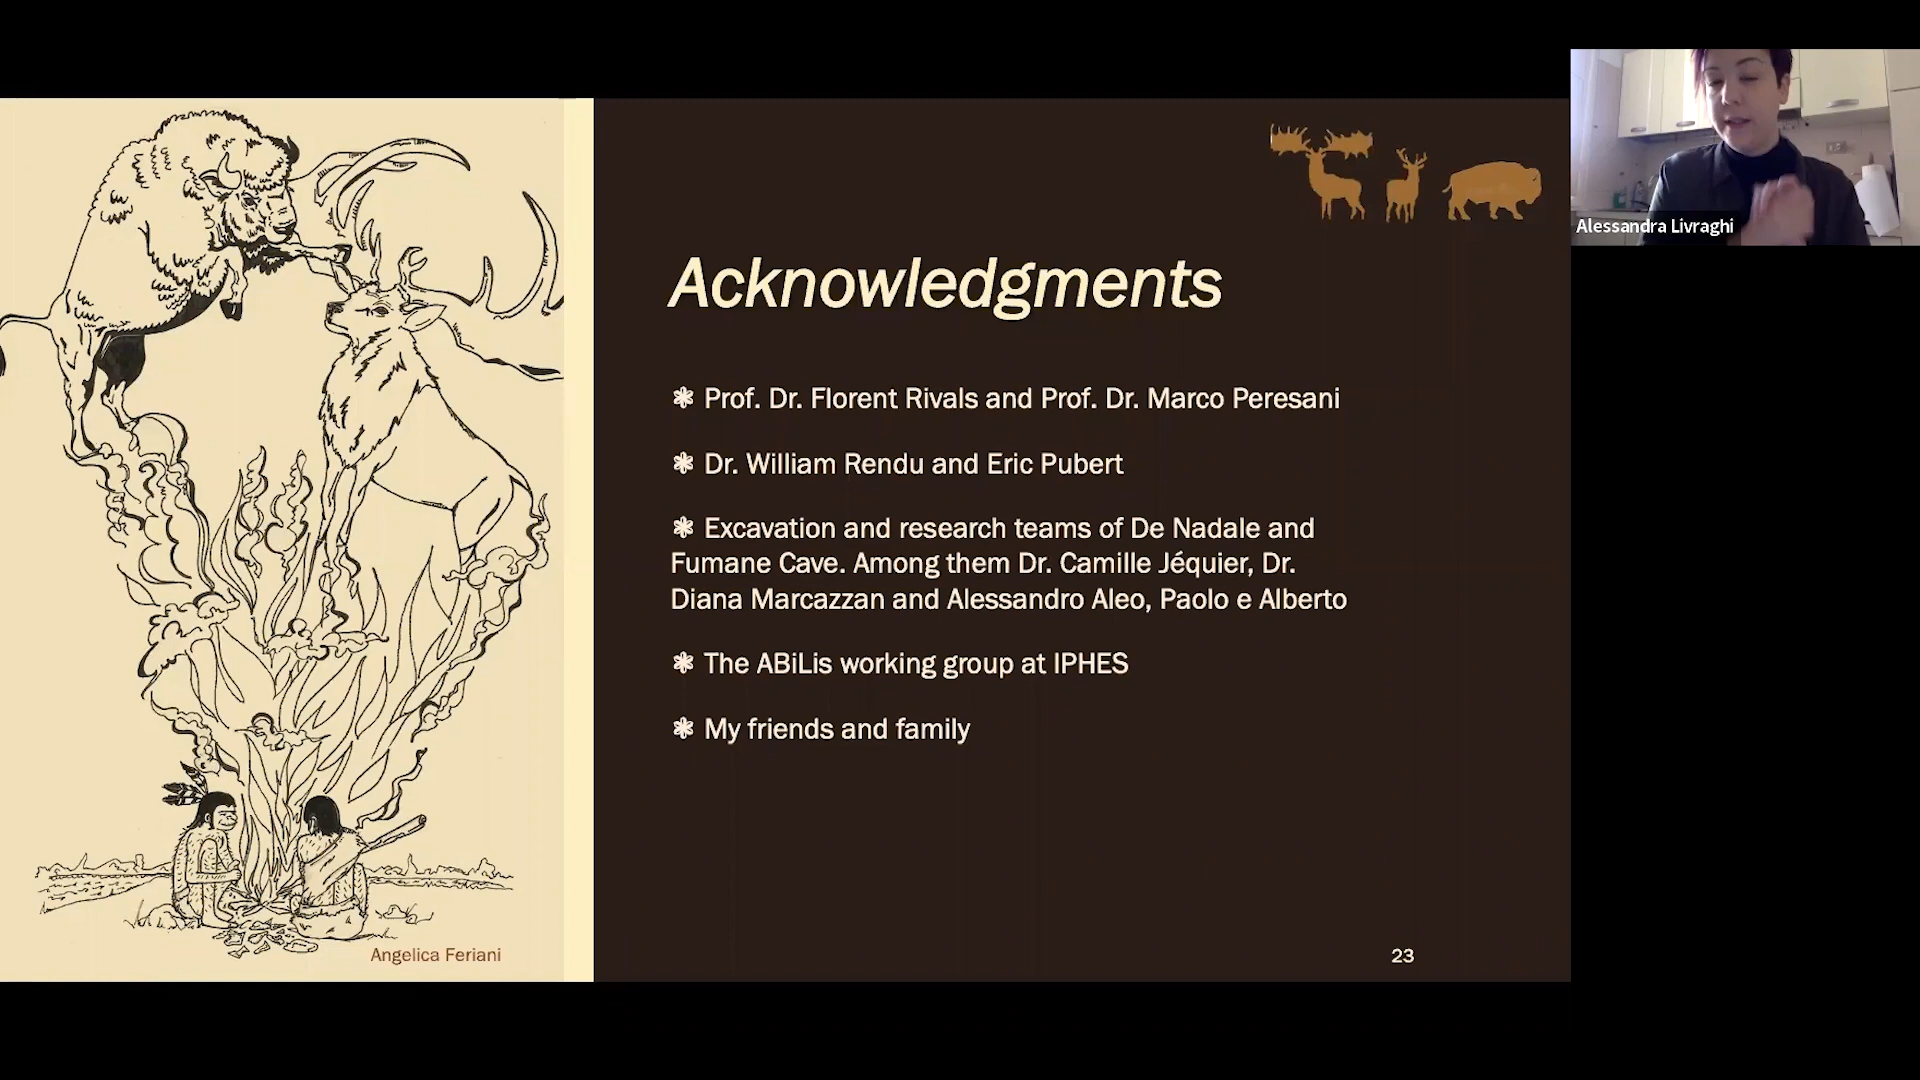 Alessandra Livraghi
Acknowledgments
❃ Prof. Dr. Florent Rivals and Prof. Dr. Marco Peresani
❃ Dr. William Rendu and Eric Pubert
❃ Excavation and research teams of De Nadale and
Fumane Cave. Among them Dr. Camille Jéquier, Dr.
Diana Marcazzan and Alessandro Aleo, Paolo e Alberto
❃ The ABiLis working group at IPHES
❃ My friends and family
Angelica Feriani
23